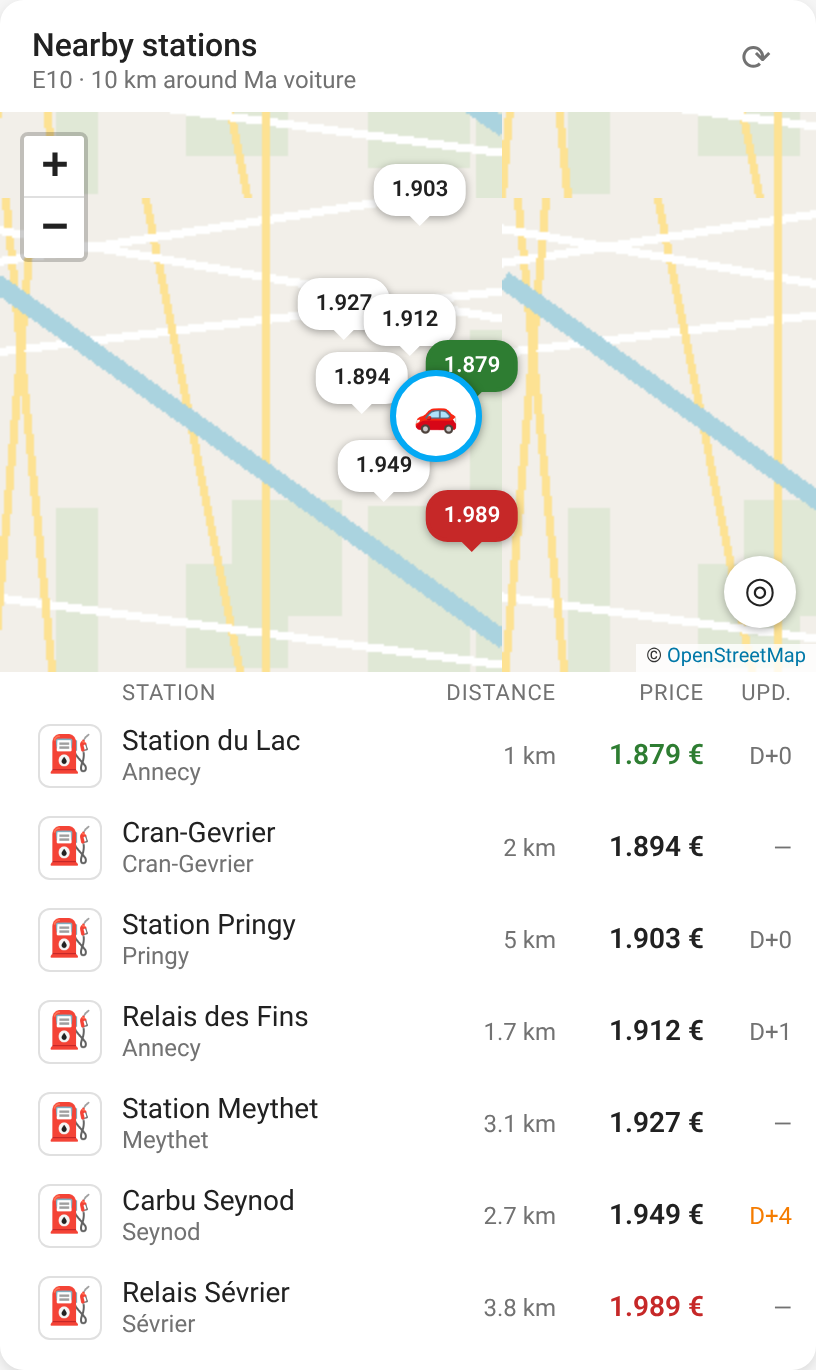 Nearby stations
E10 · 10 km around Ma voiture
⟳
+
−
1.903
1.927
1.912
1.879
1.894
1.949
1.989
© OpenStreetMap
STATION DISTANCE PRICE UPD.
Station du Lac 1 km 1.879 € D+0
Annecy
Cran-Gevrier 2 km 1.894 € –
Cran-Gevrier
Station Pringy 5 km 1.903 € D+0
Pringy
Relais des Fins 1.7 km 1.912 € D+1
Annecy
Station Meythet 3.1 km 1.927 € –
Meythet
Carbu Seynod 2.7 km 1.949 € D+4
Seynod
Relais Sévrier 3.8 km 1.989 € –
Sévrier